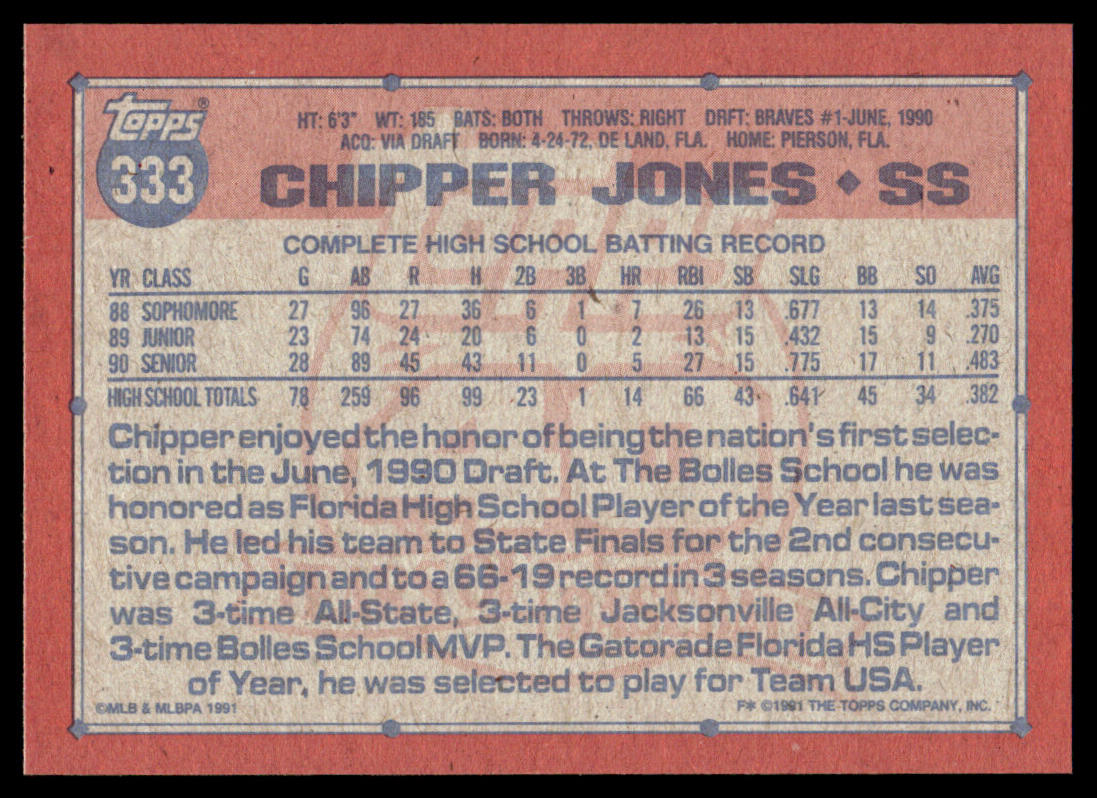 topps®
333
HT: 6'3" WT: 185 BATS: BOTH THROWS: RIGHT DRFT: BRAVES #1-JUNE, 1990
ACQ: VIA DRAFT BORN: 4-24-72, DE LAND, FLA. HOME: PIERSON, FLA.
CHIPPER JONES ◆ SS
COMPLETE HIGH SCHOOL BATTING RECORD
YR CLASS G AB R H 2B 3B HR RBI SB SLG BB SO AVG
88 SOPHOMORE 27 96 27 36 6 1 7 26 13 .677 13 14 .375
89 JUNIOR 23 74 24 20 6 0 2 13 15 .432 15 9 .270
90 SENIOR 28 89 45 43 11 0 5 27 15 .775 17 11 .483
HIGH SCHOOL TOTALS 78 259 96 99 23 1 14 66 43 .641 45 34 .382
Chipper enjoyed the honor of being the nation's first selec-
tion in the June, 1990 Draft. At The Bolles School he was
honored as Florida High School Player of the Year last sea-
son. He led his team to State Finals for the 2nd consecu-
tive campaign and to a 66-19 record in 3 seasons. Chipper
was 3-time All-State, 3-time Jacksonville All-City and
3-time Bolles School MVP. The Gatorade Florida HS Player
of Year, he was selected to play for Team USA.
©MLB & MLBPA 1991 F* ©1991 THE TOPPS COMPANY, INC.